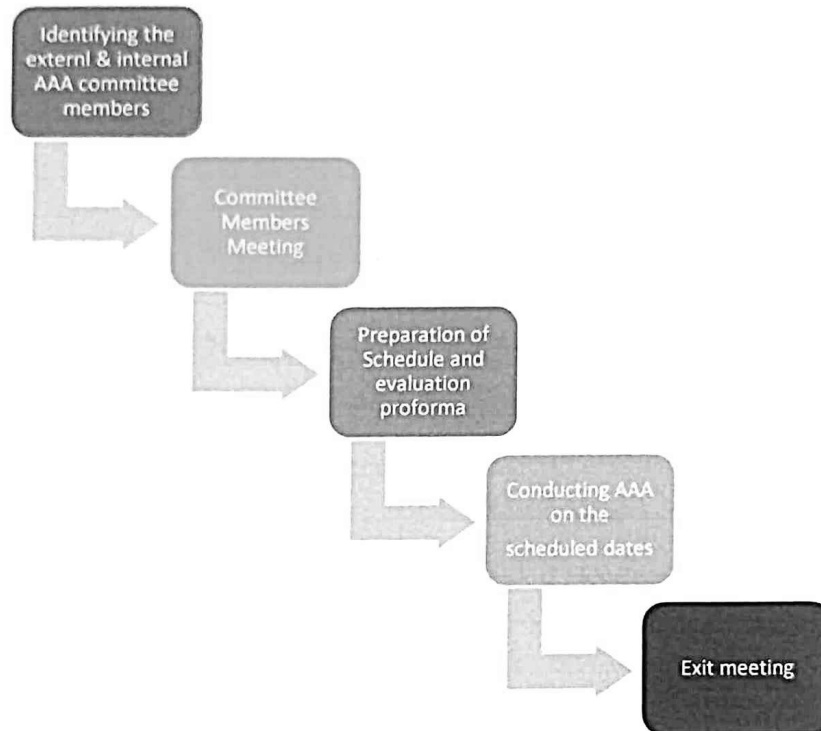 Identifying the
externl & internal
AAA committee
members
Committee
Members
Meeting
Preparation of
Schedule and
evaluation
proforma
Conducting AAA
on the
scheduled dates
Exit meeting